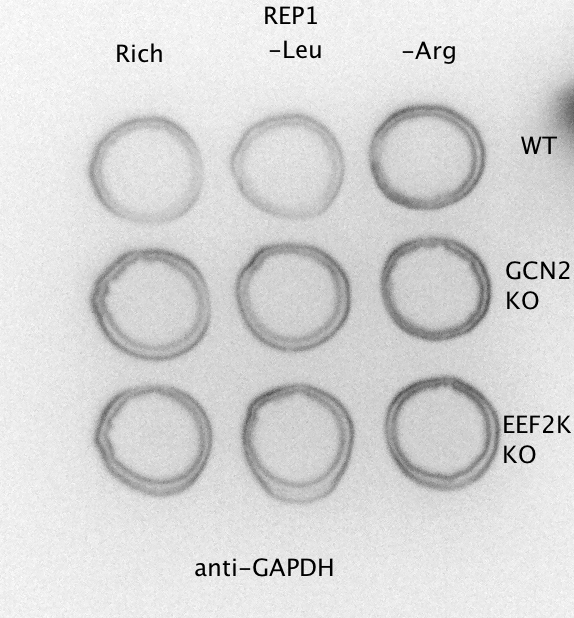 REP1
Rich -Leu -Arg
WT
GCN2
KO
EEF2K
KO
anti-GAPDH